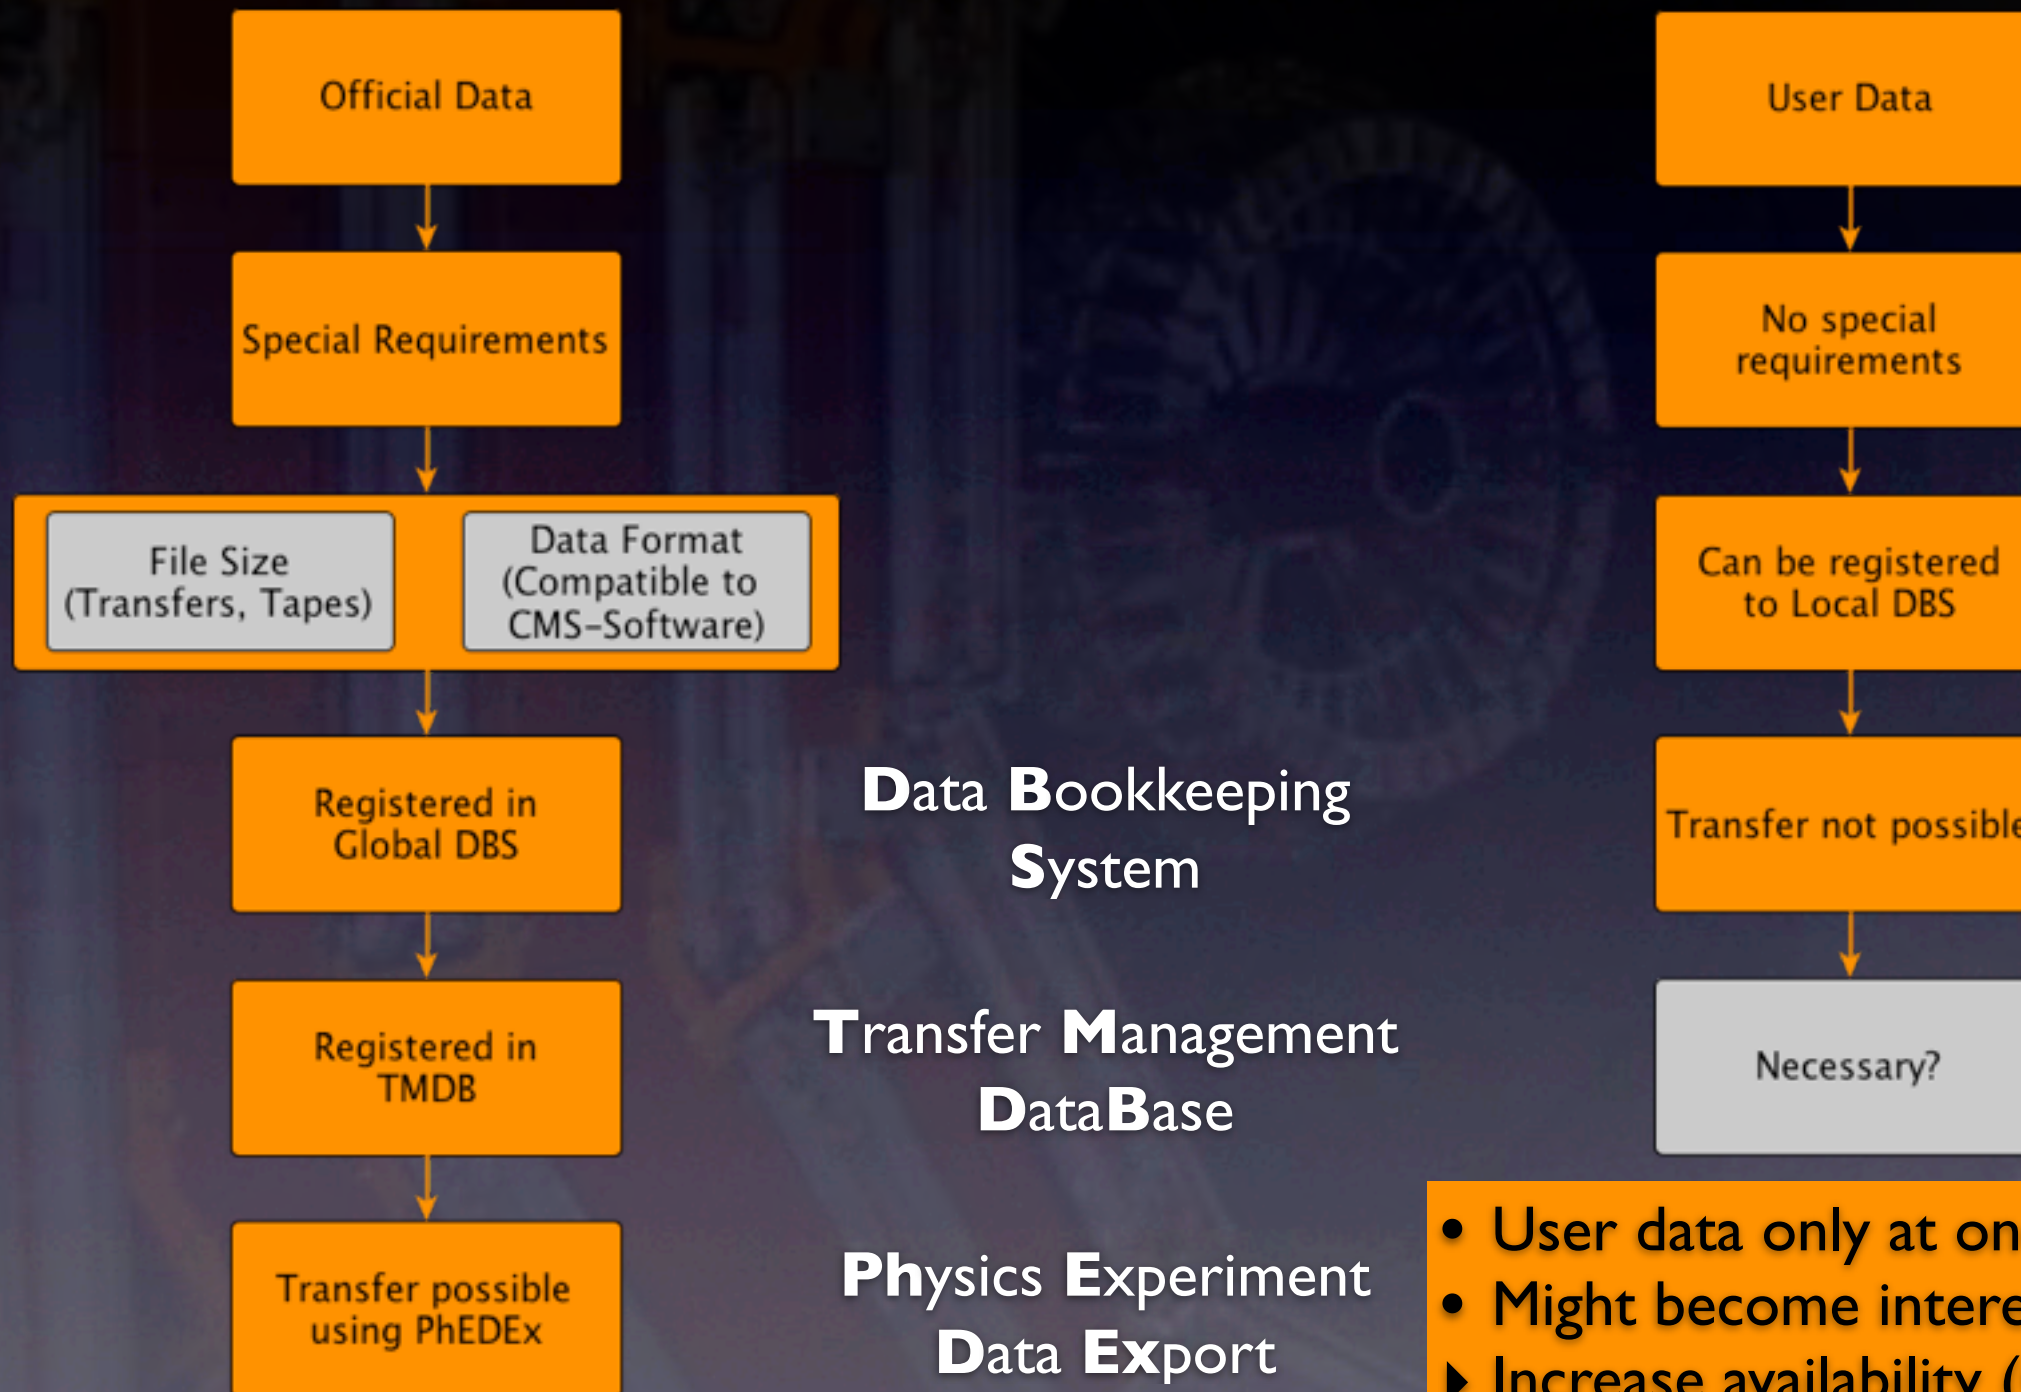 Official Data
Special Requirements
File Size
(Transfers, Tapes)
Data Format
(Compatible to
CMS-Software)
Registered in
Global DBS
Registered in
TMDB
Transfer possible
using PhEDEx
Data Bookkeeping
System
Transfer Management
DataBase
Physics Experiment
Data Export
User Data
No special
requirements
Can be registered
to Local DBS
Transfer not possible
Necessary?
• User data only at
• Might become
▸ Increase availability (